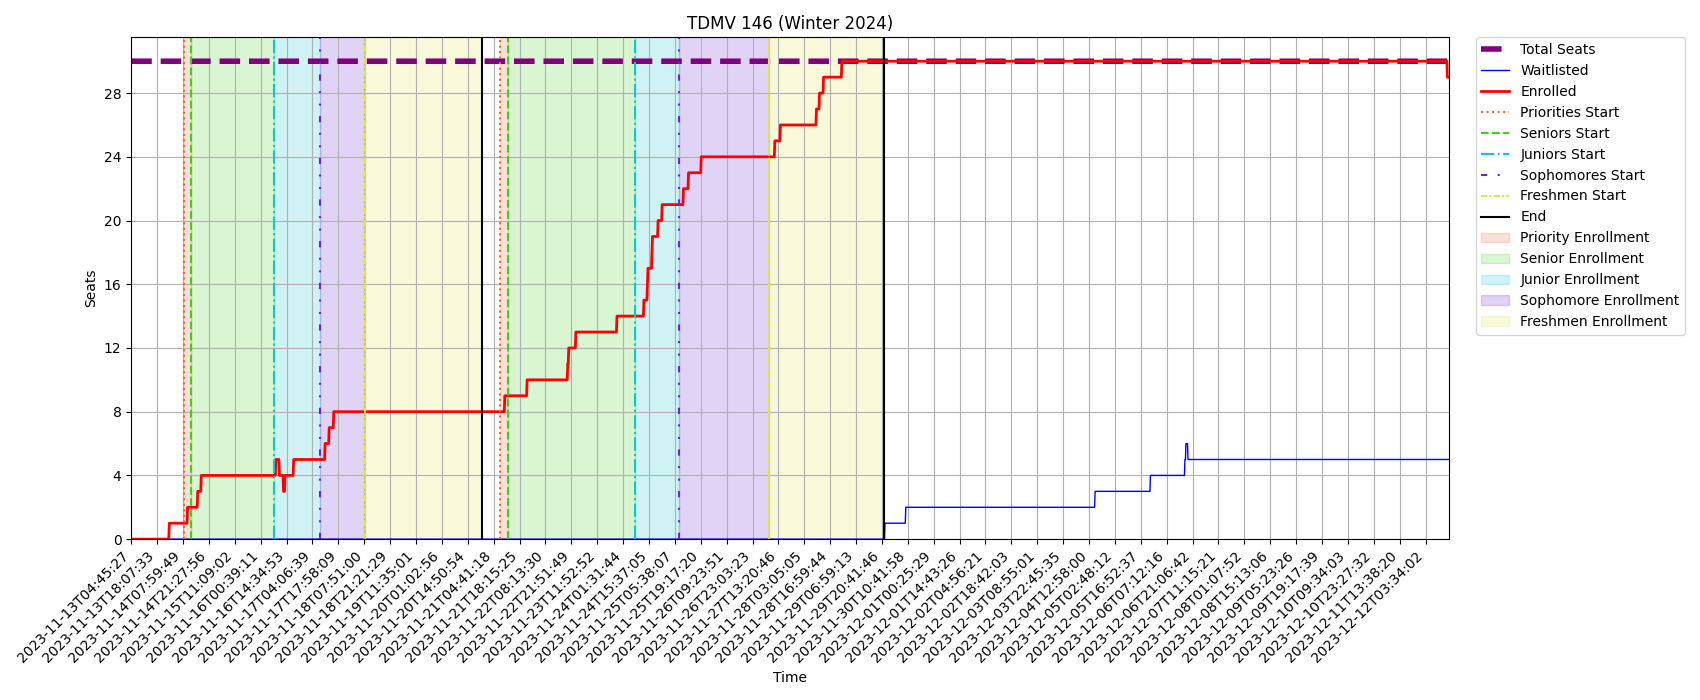 TDMV 146 (Winter 2024)
Seats
28
24
20
16
12
8
4
0
2023-11-13T04:45:27
2023-11-13T18:07:33
2023-11-14T07:59:49
2023-11-14T21:27:56
2023-11-15T11:09:02
2023-11-16T00:39:11
2023-11-16T14:34:53
2023-11-17T04:06:39
2023-11-17T17:58:09
2023-11-18T07:51:00
2023-11-18T21:21:29
2023-11-19T11:35:01
2023-11-20T01:02:56
2023-11-20T14:50:54
2023-11-21T04:41:18
2023-11-21T18:15:25
2023-11-22T08:13:30
2023-11-22T21:51:49
2023-11-23T11:52:52
2023-11-24T01:31:44
2023-11-24T15:37:05
2023-11-25T05:38:07
2023-11-25T19:17:20
2023-11-26T09:23:51
2023-11-26T23:03:23
2023-11-27T13:20:46
2023-11-28T03:05:05
2023-11-28T16:59:44
2023-11-29T06:59:13
2023-11-29T20:41:46
2023-11-30T10:41:58
2023-12-01T00:25:29
2023-12-01T14:43:26
2023-12-02T04:56:21
2023-12-02T18:42:03
2023-12-03T08:55:01
2023-12-03T22:45:35
2023-12-04T12:58:00
2023-12-05T02:48:12
2023-12-05T16:52:37
2023-12-06T07:12:16
2023-12-06T21:06:42
2023-12-07T11:15:21
2023-12-08T01:07:52
2023-12-08T15:13:06
2023-12-09T05:23:26
2023-12-09T19:17:39
2023-12-10T09:34:03
2023-12-10T23:27:32
2023-12-11T13:38:20
2023-12-12T03:34:02
Time
Total Seats
Waitlisted
Enrolled
Priorities Start
Seniors Start
Juniors Start
Sophomores Start
Freshmen Start
End
Priority Enrollment
Senior Enrollment
Junior Enrollment
Sophomore Enrollment
Freshmen Enrollment